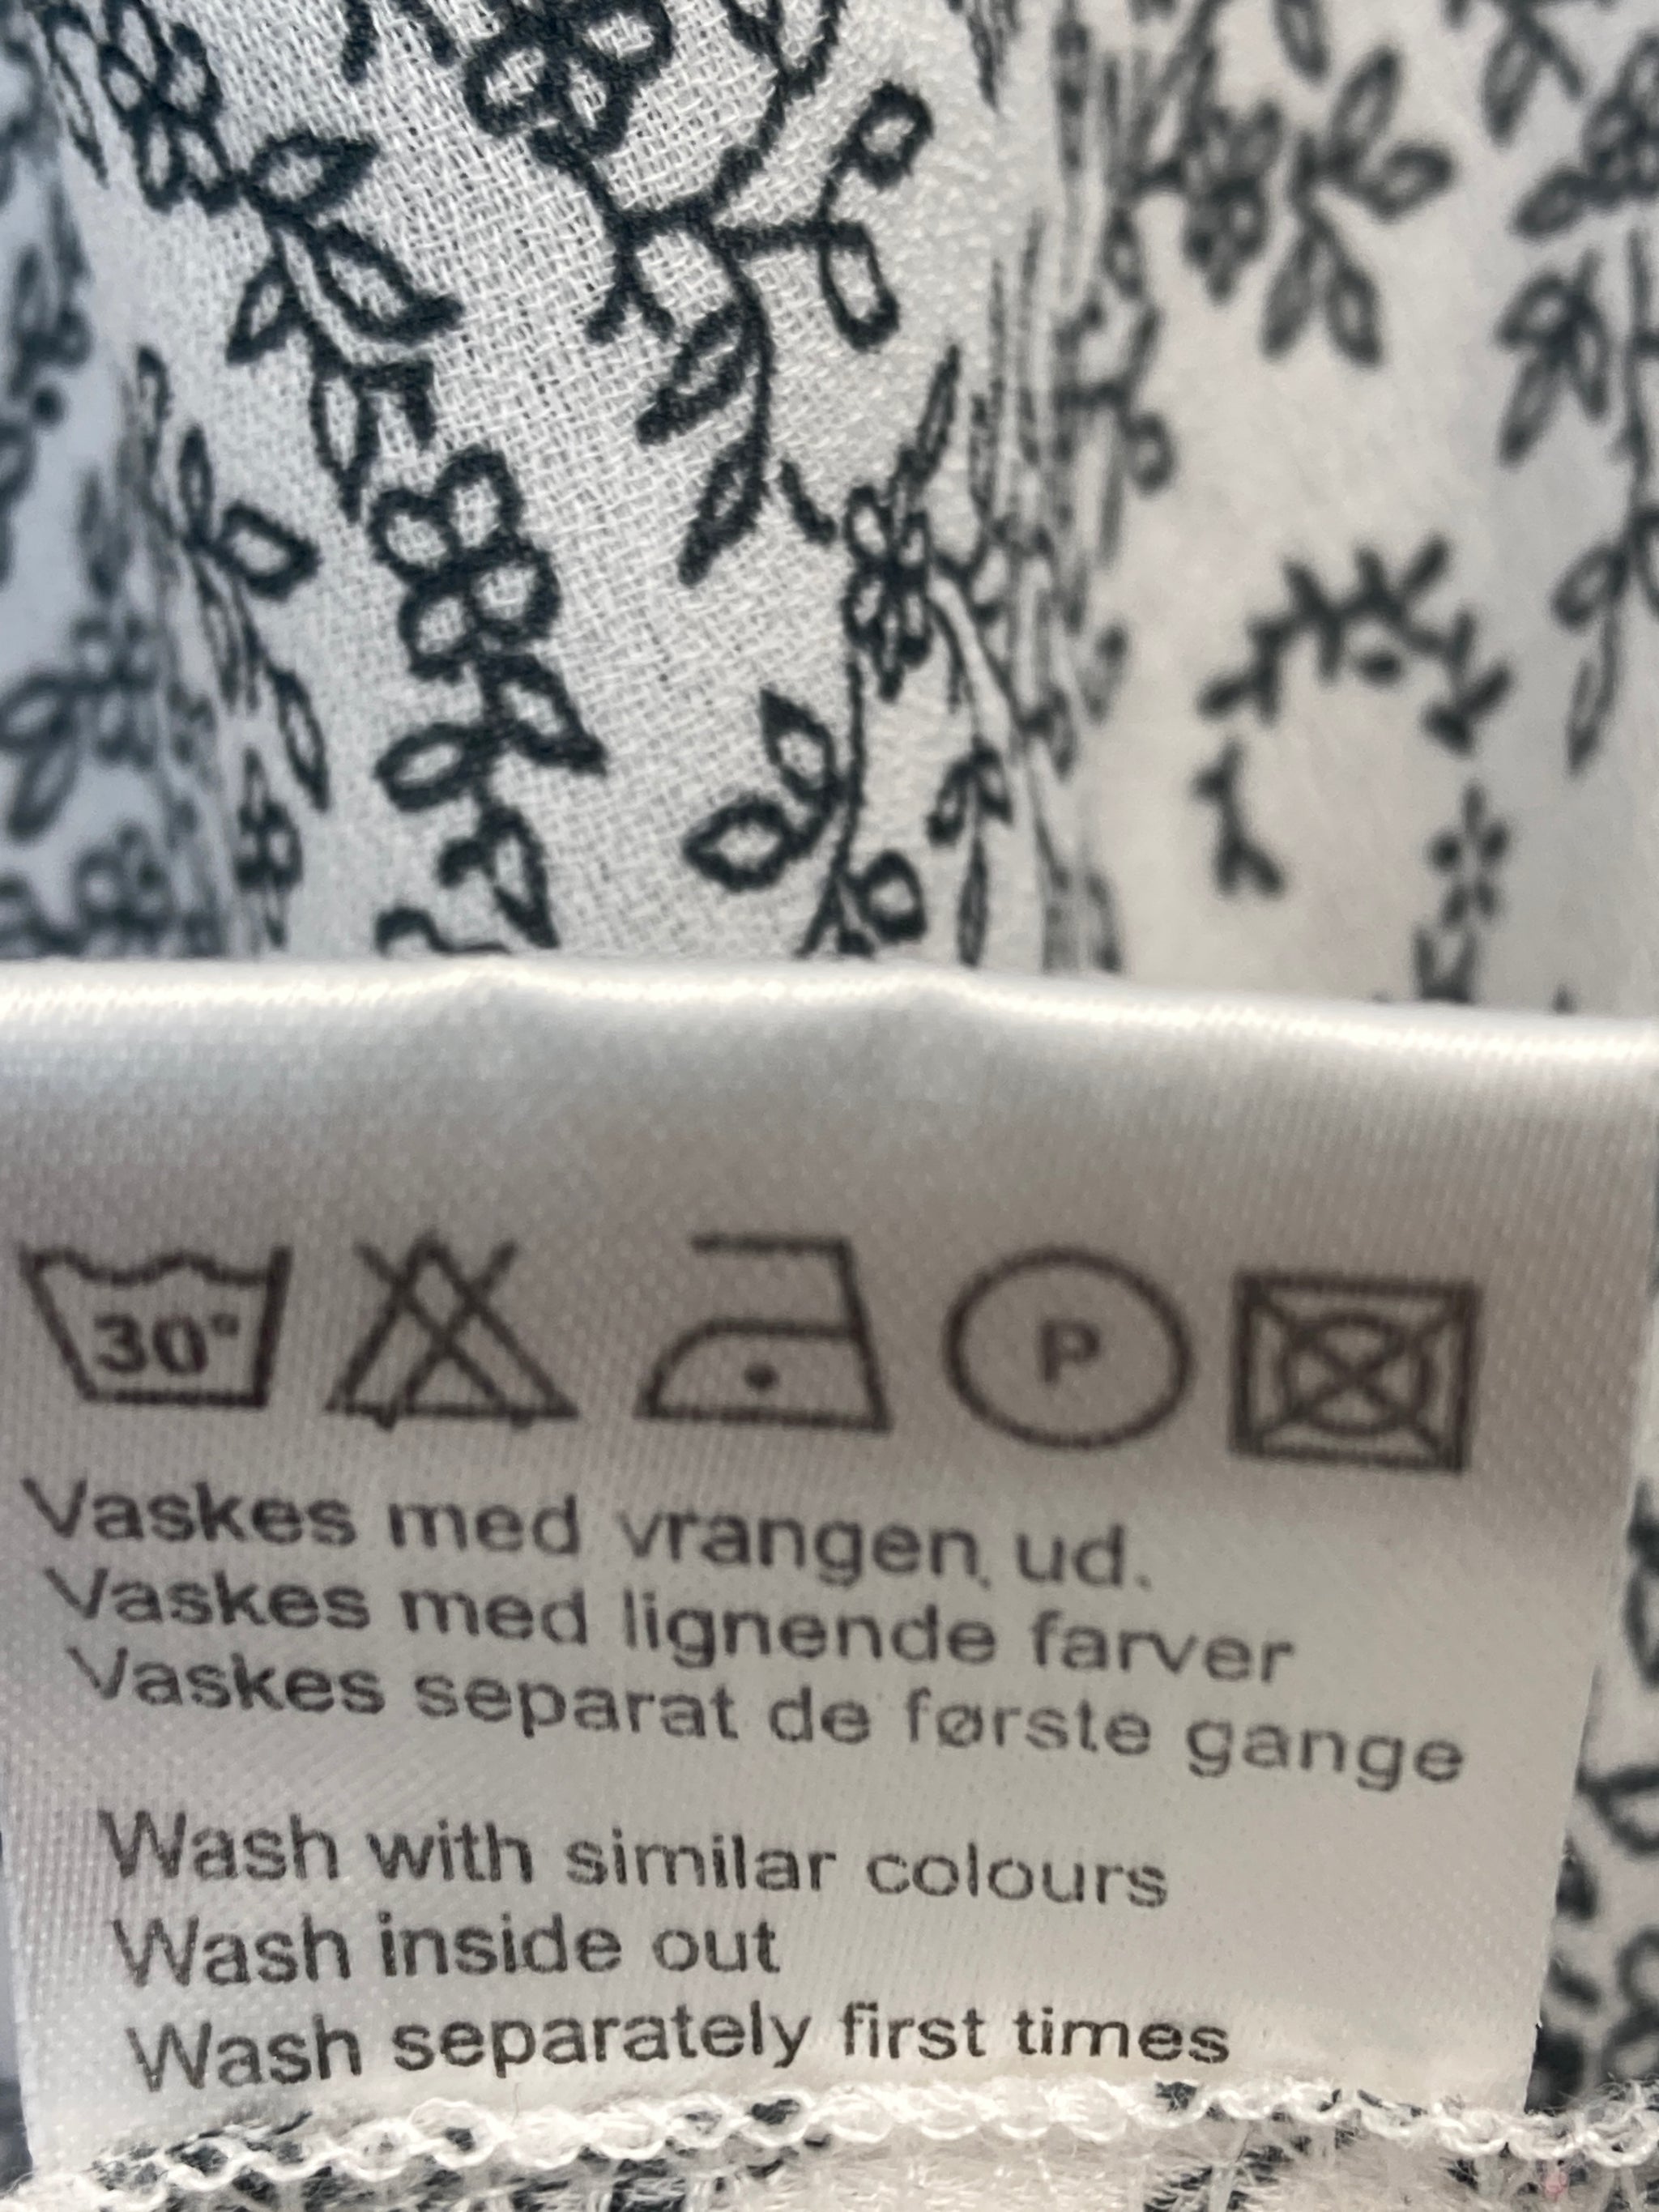 30°
P
Vaskes med vrangen ud.
Vaskes med lignende farver
Vaskes separat de første gange
Wash with similar colours
Wash inside out
Wash separately first times